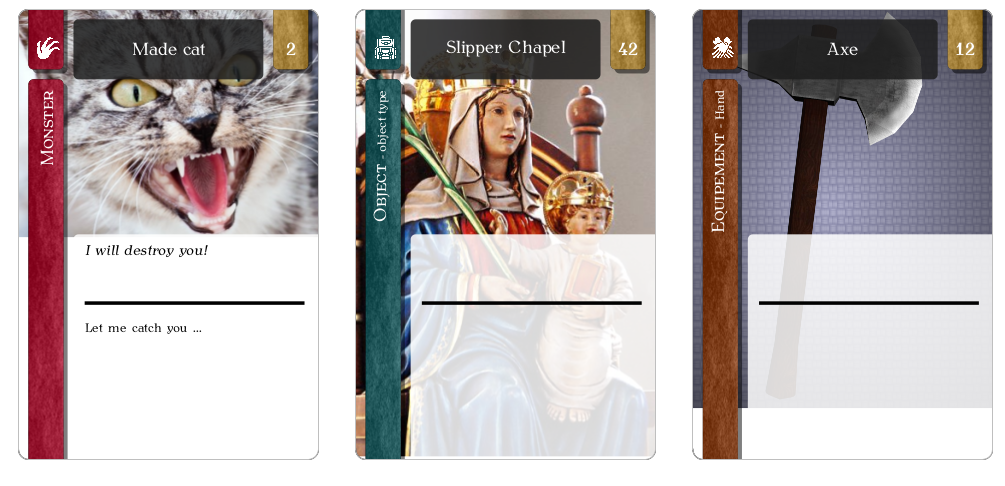 Made cat
2
MONSTER
I will destroy you!
Let me catch you ...
Slipper Chapel
42
OBJECT - object type
Axe
12
EQUIPEMENT - Hand